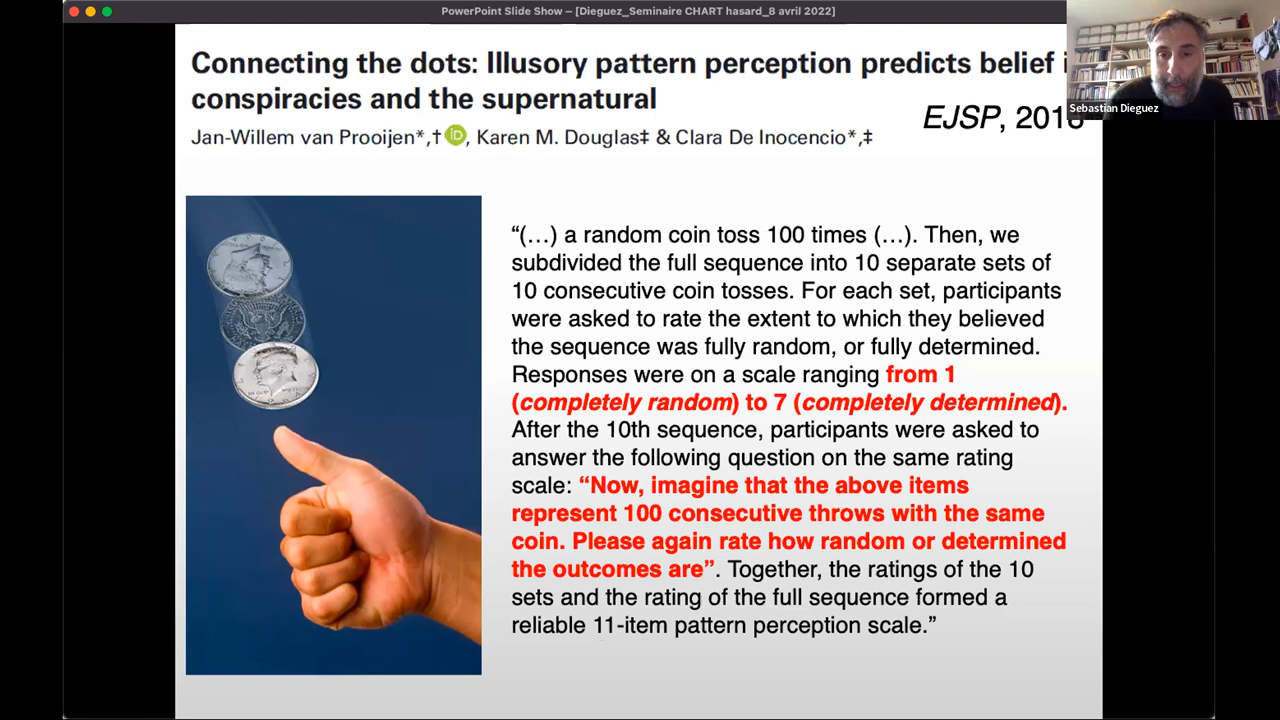 PowerPoint Slide Show – [Dieguez_Seminaire CHART hasard_8 avril 2022]
Connecting the dots: Illusory pattern perception predicts belief
conspiracies and the supernatural
Jan-Willem van Prooijen*,† iD, Karen M. Douglas‡ & Clara De Inocencio*,‡
EJSP, 2018
Sebastian Dieguez
“(…) a random coin toss 100 times (…). Then, we
subdivided the full sequence into 10 separate sets of
10 consecutive coin tosses. For each set, participants
were asked to rate the extent to which they believed
the sequence was fully random, or fully determined.
Responses were on a scale ranging from 1
(completely random) to 7 (completely determined).
After the 10th sequence, participants were asked to
answer the following question on the same rating
scale: “Now, imagine that the above items
represent 100 consecutive throws with the same
coin. Please again rate how random or determined
the outcomes are”. Together, the ratings of the 10
sets and the rating of the full sequence formed a
reliable 11-item pattern perception scale.”